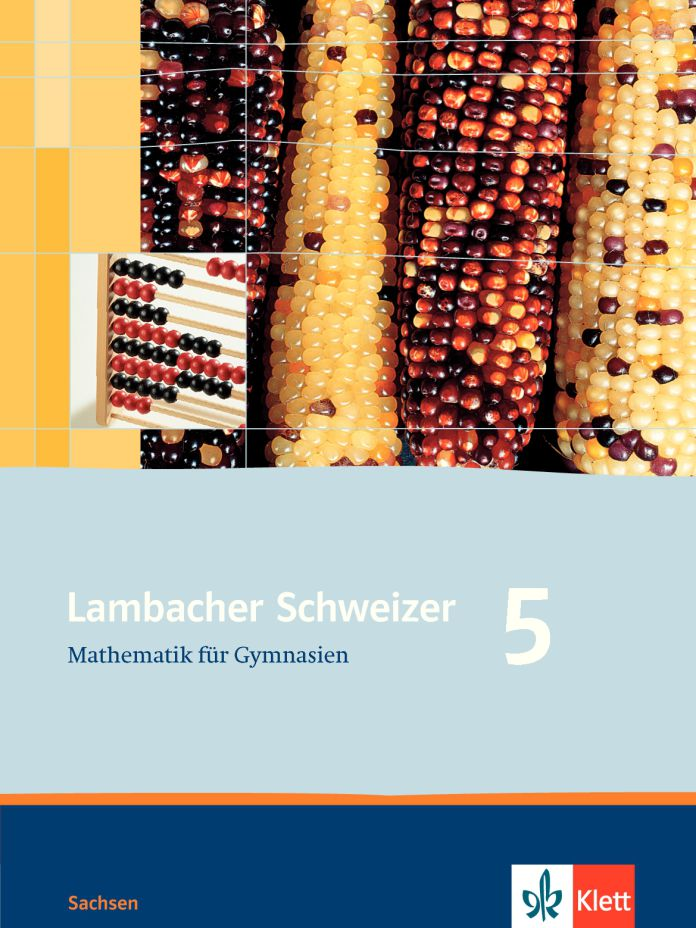 Lambacher Schweizer 5
Mathematik für Gymnasien
Sachsen
Klett